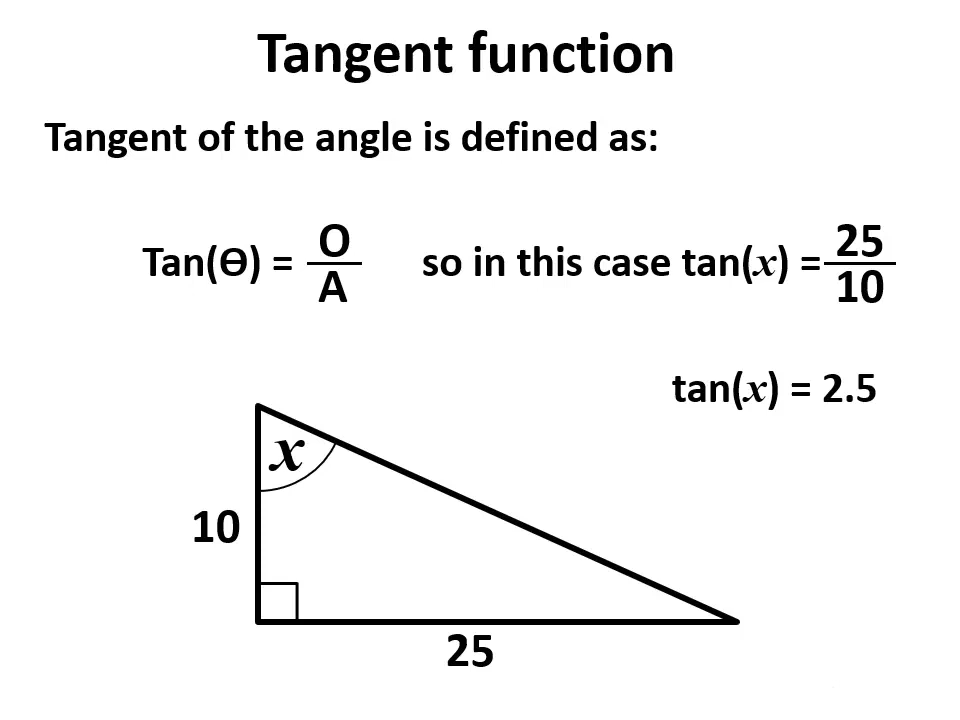 Tangent function
Tangent of the angle is defined as:
Tan(Ɵ) = O/A so in this case tan(x) = 25/10
tan(x) = 2.5
x
10
25